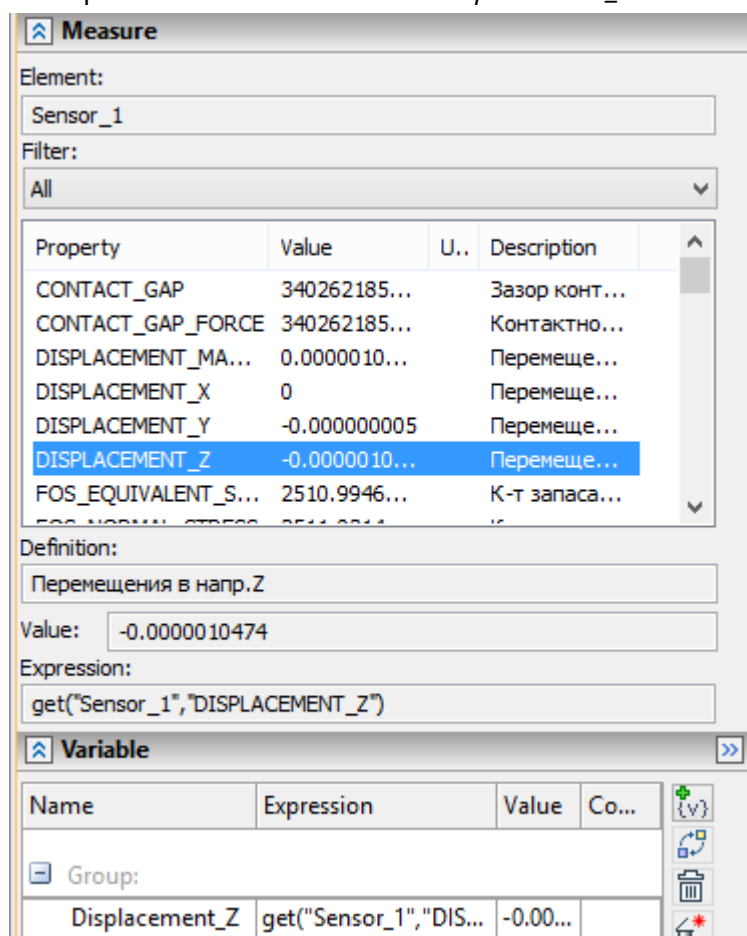 Measure
Element:
Sensor_1
Filter:
All
Property Value U.. Description
CONTACT_GAP 340262185... Зазор конт...
CONTACT_GAP_FORCE 340262185... Контактно...
DISPLACEMENT_MA... 0.0000010... Перемеще...
DISPLACEMENT_X 0 Перемеще...
DISPLACEMENT_Y -0.000000005 Перемеще...
DISPLACEMENT_Z -0.0000010... Перемеще...
FOS_EQUIVALENT_S... 2510.9946... К-т запаса...
Definition:
Перемещения в напр.Z
Value: -0.0000010474
Expression:
get("Sensor_1","DISPLACEMENT_Z")
Variable
Name Expression Value Co...
Group:
Displacement_Z get("Sensor_1","DIS... -0.00...